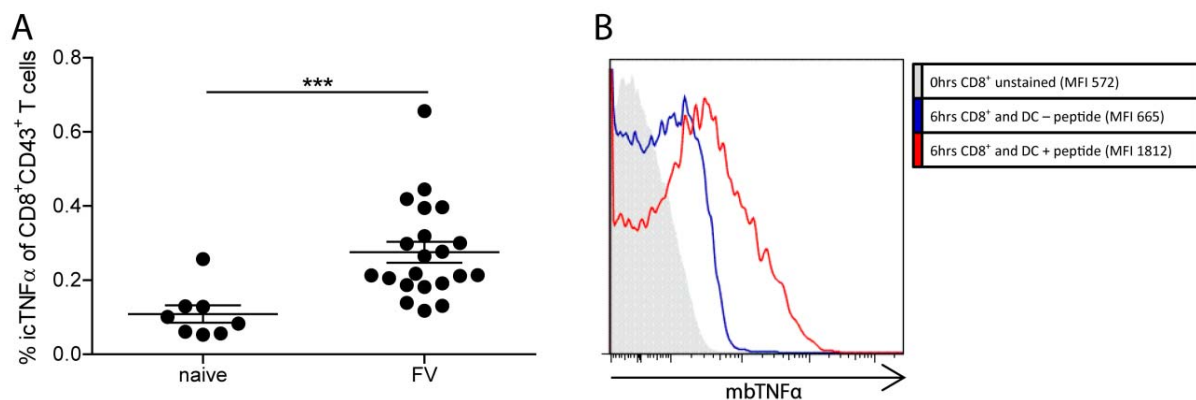 A
% icTNFα of CD8⁺CD43⁺ T cells
0.8
0.6
0.4
0.2
0.0
***
naive
FV
B
mbTNFα
0hrs CD8⁺ unstained (MFI 572)
6hrs CD8⁺ and DC – peptide (MFI 665)
6hrs CD8⁺ and DC + peptide (MFI 1812)